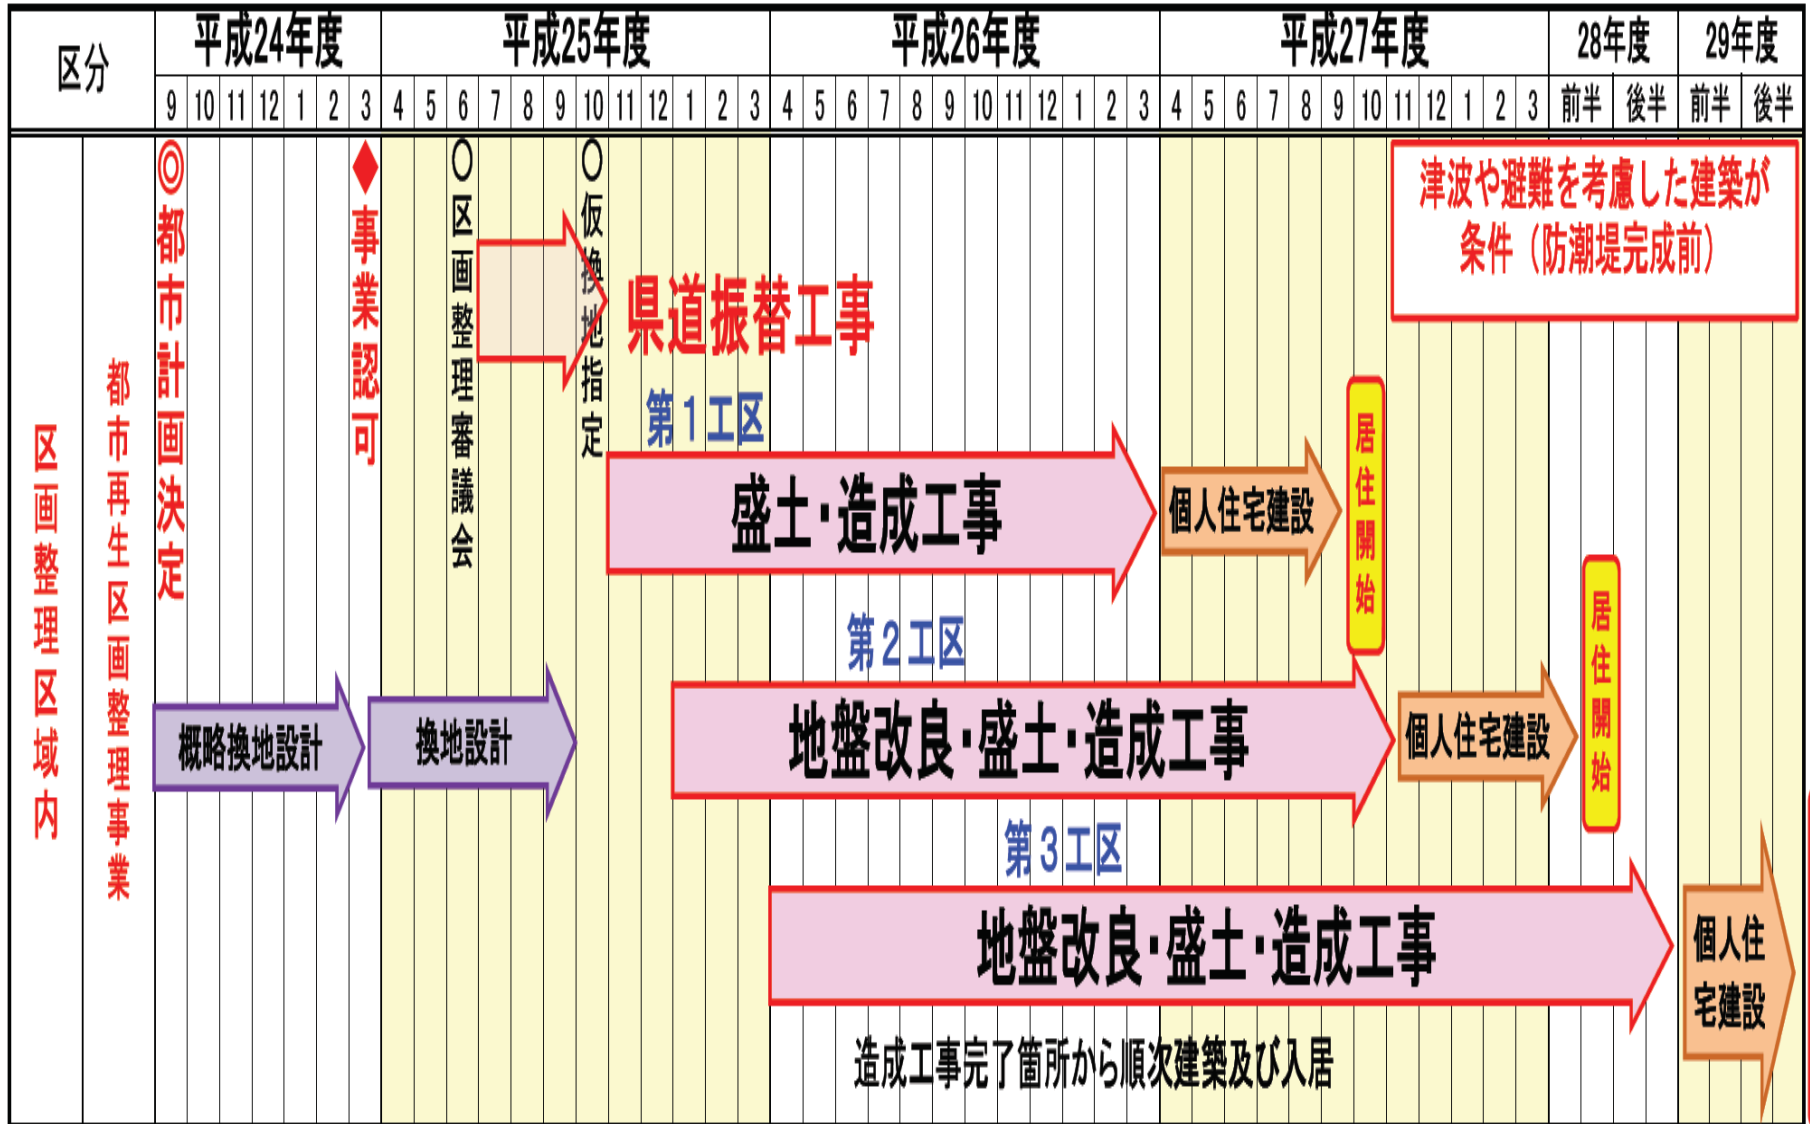 区分
平成24年度
平成25年度
平成26年度
平成27年度
28年度
29年度
9 10 11 12 1 2 3 4 5 6 7 8 9 10 11 12 1 2 3 4 5 6 7 8 9 10 11 12 1 2 3 4 5 6 7 8 9 10 11 12 1 2 3 前半 後半 前半 後半
区画整理区域内
都市再生区画整理事業
◎都市計画決定
◆事業認可
○区画整理審議会
○仮換地指定
県道振替工事
津波や避難を考慮した建築が
条件（防潮堤完成前）
第１工区
盛土・造成工事
個人住宅建設
居住開始
第２工区
概略換地設計
換地設計
地盤改良・盛土・造成工事
個人住宅建設
居住開始
第３工区
地盤改良・盛土・造成工事
個人住
宅建設
造成工事完了箇所から順次建築及び入居